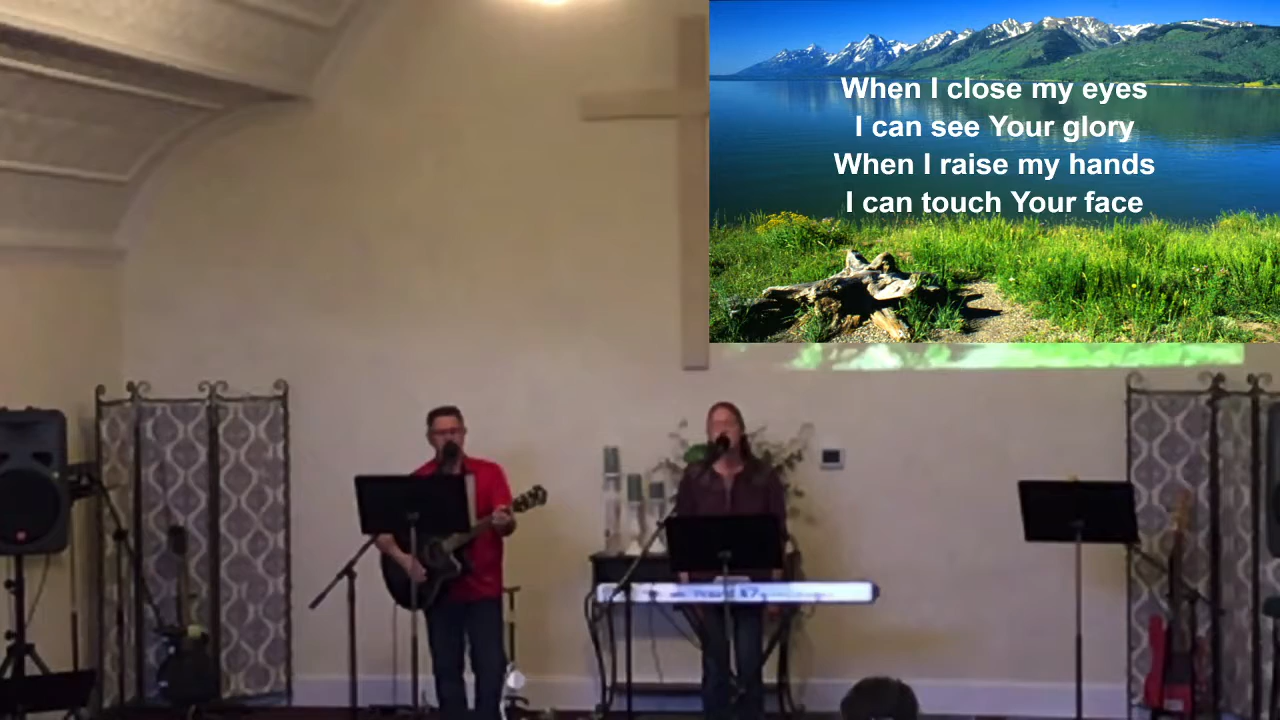 When I close my eyes
I can see Your glory
When I raise my hands
I can touch Your face